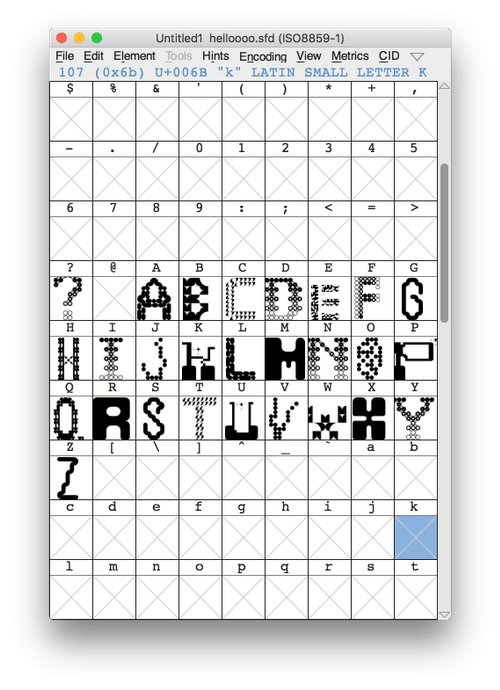 Untitled1 helloooo.sfd (ISO8859-1)
File Edit Element Tools Hints Encoding View Metrics CID
107 (0x6b) U+006B "k" LATIN SMALL LETTER K
$ % & ' ( ) * + ,
- . / 0 1 2 3 4 5
6 7 8 9 : ; < = >
? @ A B C D E F G
? A B C D E F G
H I J K L M N O P
H I J K L M N O P
Q R S T U V W X Y
Q R S T U V W X Y
Z [ \ ] ^ _ ` a b
Z
c d e f g h i j k
l m n o p q r s t